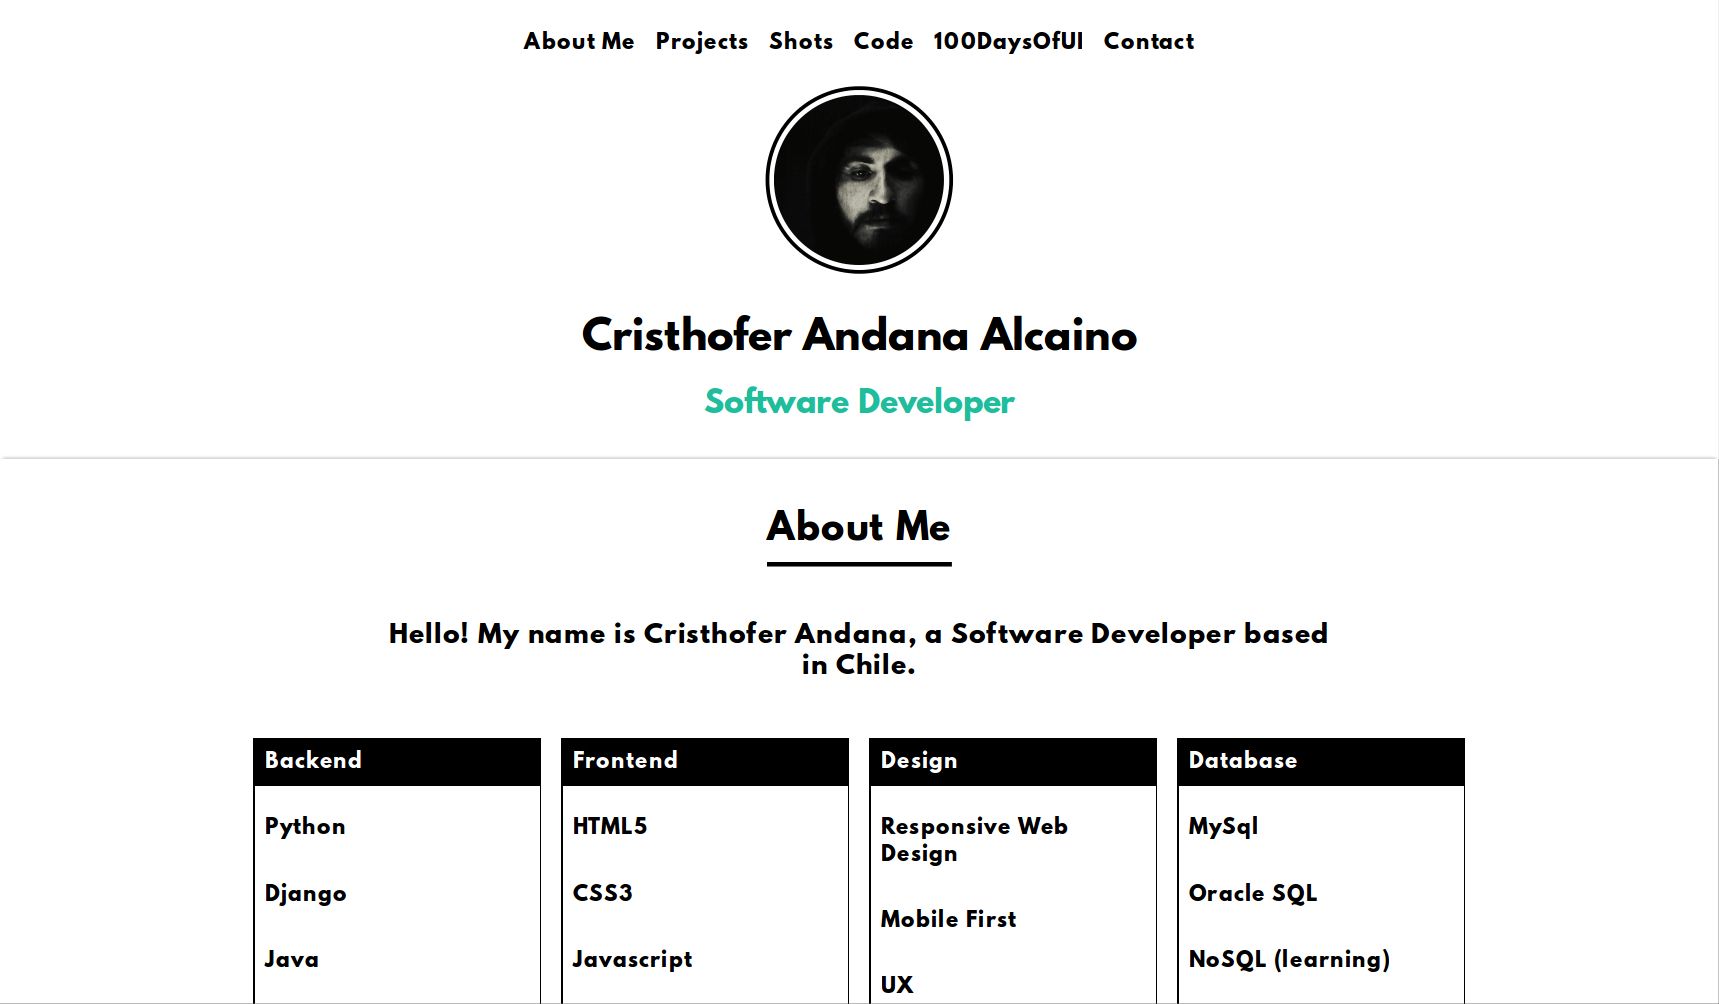 About Me Projects Shots Code 100DaysOfUI Contact
Cristhofer Andana Alcaino
Software Developer
About Me
Hello! My name is Cristhofer Andana, a Software Developer based
in Chile.
Backend
Python
Django
Java
Frontend
HTML5
CSS3
Javascript
Design
Responsive Web
Design
Mobile First
UX
Database
MySql
Oracle SQL
NoSQL (learning)